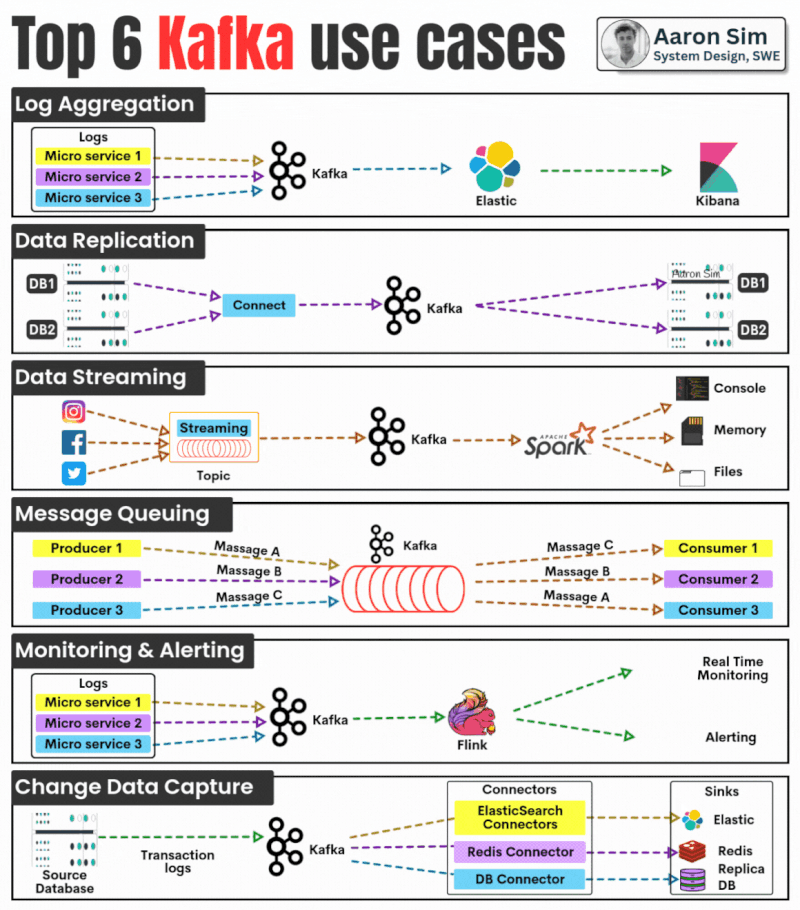 Top 6 Kafka use cases
Aaron Sim
System Design, SWE
Log Aggregation
Logs
Micro service 1
Micro service 2
Micro service 3
Kafka
Elastic
Kibana
Data Replication
DB1
DB2
Connect
Kafka
Aaron Sim
DB1
DB2
Data Streaming
Streaming
Topic
Kafka
APACHE
Spark
Console
Memory
Files
Message Queuing
Producer 1
Producer 2
Producer 3
Massage A
Massage B
Massage C
Kafka
Massage C
Massage B
Massage A
Consumer 1
Consumer 2
Consumer 3
Monitoring & Alerting
Logs
Micro service 1
Micro service 2
Micro service 3
Kafka
Flink
Real Time
Monitoring
Alerting
Change Data Capture
Source
Database
Transaction
logs
Kafka
Connectors
ElasticSearch
Connectors
Redis Connector
DB Connector
Sinks
Elastic
Redis
Replica
DB